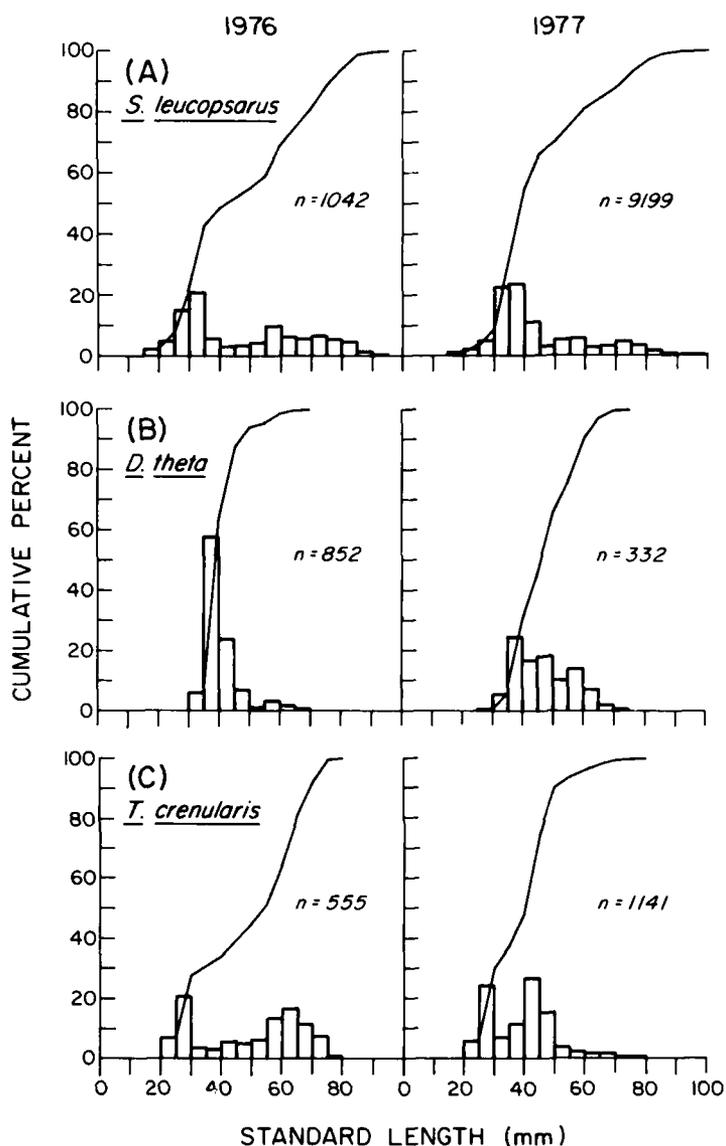 1976 1977
CUMULATIVE PERCENT
100
80
60
40
20
0
(A)
S. leucopsarus
n=1042
n=9199
100
80
60
40
20
0
(B)
D. theta
n=852
n=332
100
80
60
40
20
0
(C)
T. crenularis
n=555
n=1141
0 20 40 60 80 0 20 40 60 80 100
STANDARD LENGTH (mm)